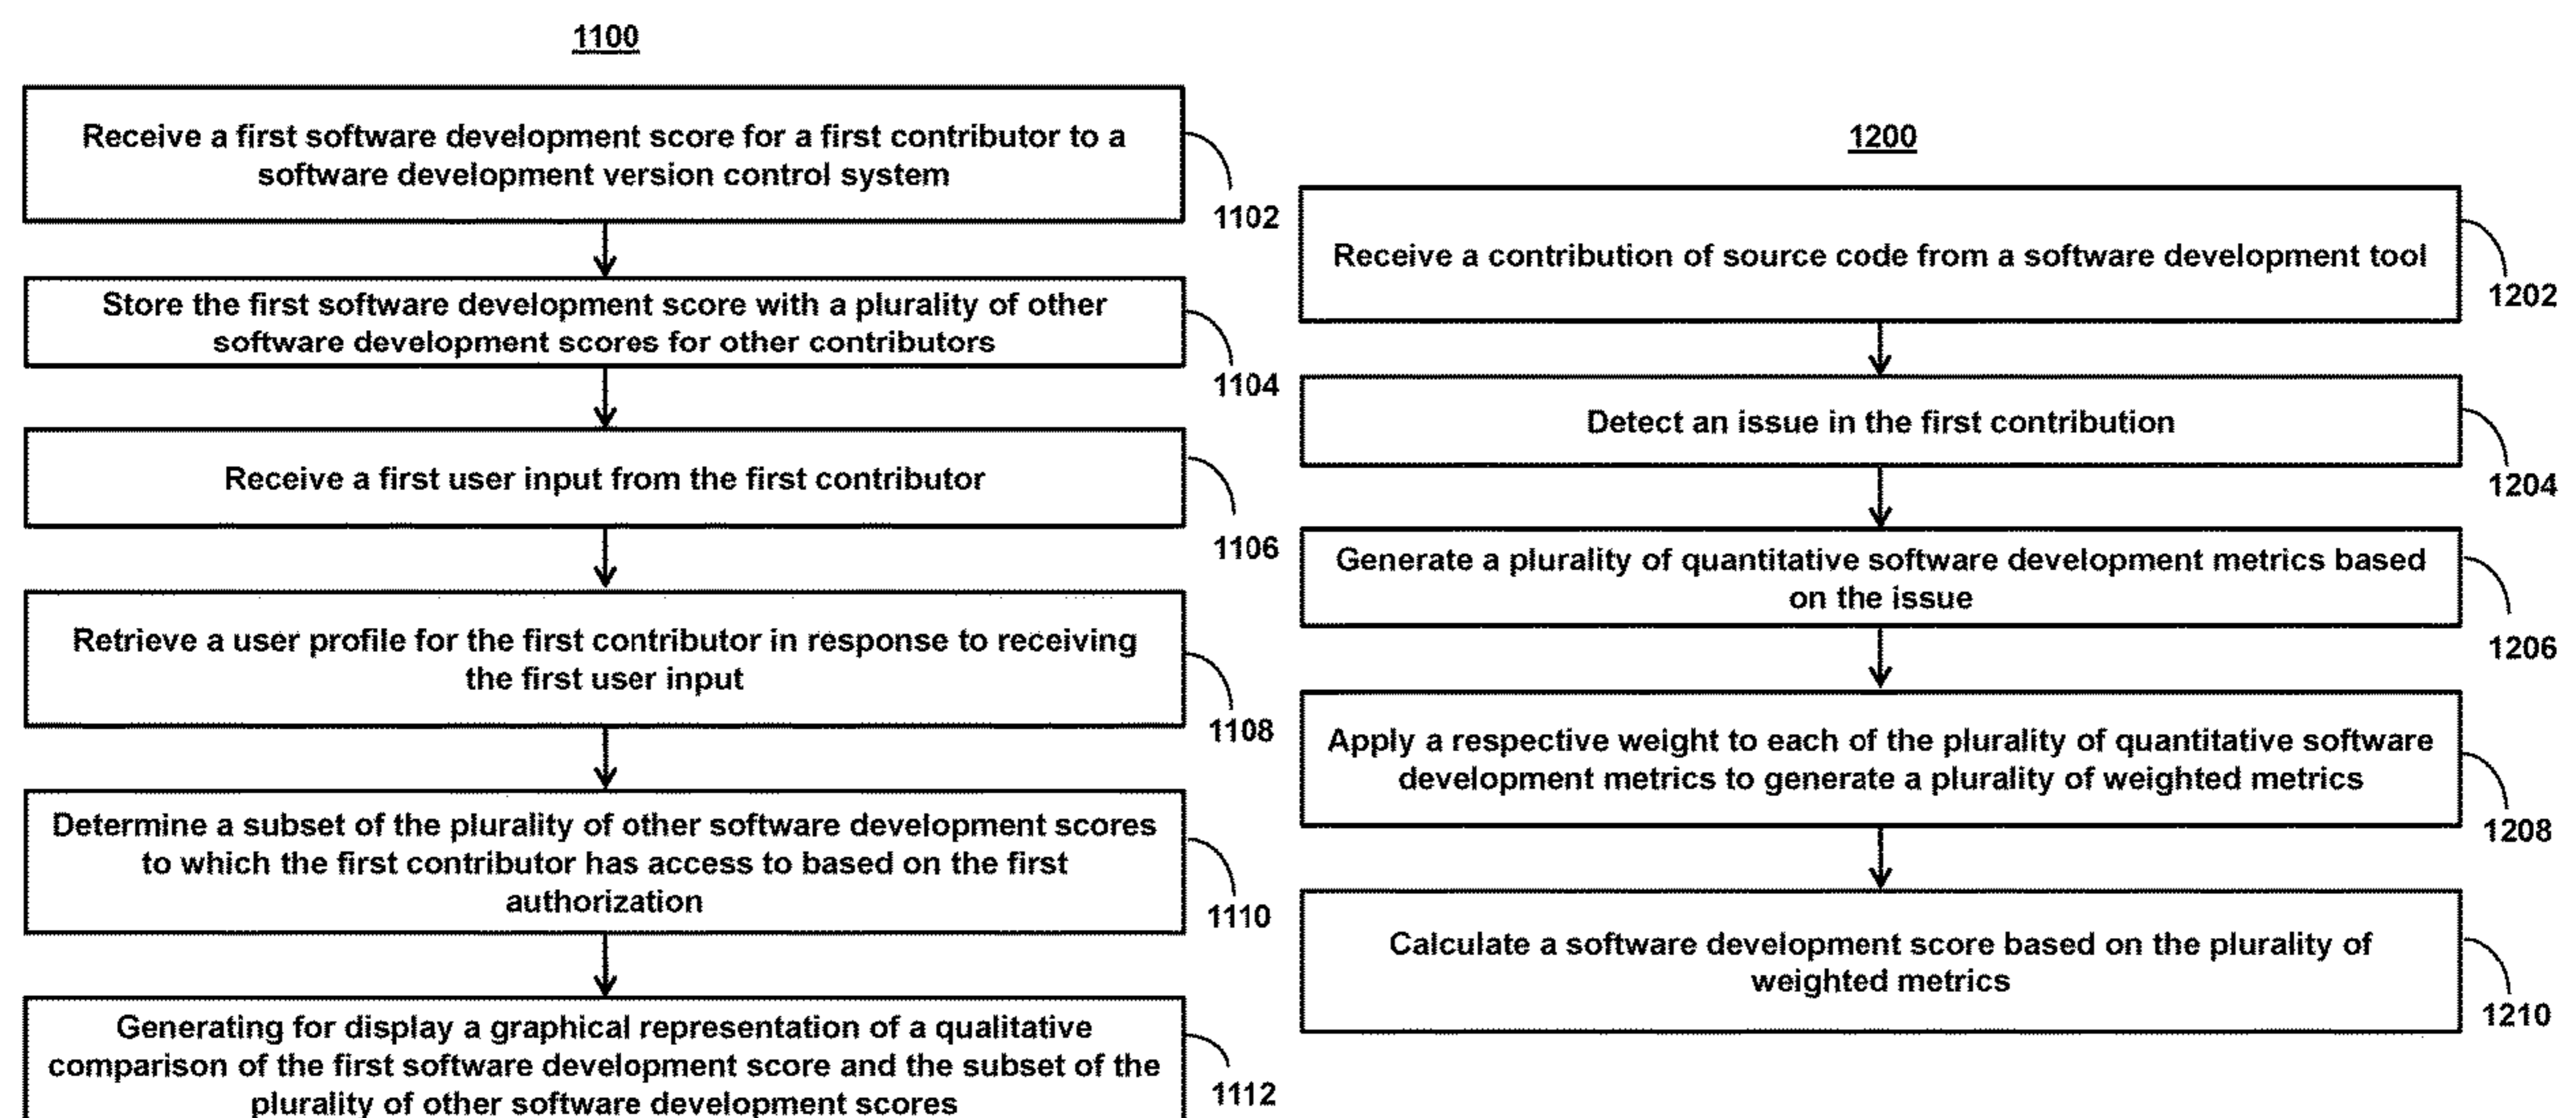 1100
Receive a first software development score for a first contributor to a
software development version control system
1102
Store the first software development score with a plurality of other
software development scores for other contributors
1104
Receive a first user input from the first contributor
1106
Retrieve a user profile for the first contributor in response to receiving
the first user input
1108
Determine a subset of the plurality of other software development scores
to which the first contributor has access to based on the first
authorization
1110
Generating for display a graphical representation of a qualitative
comparison of the first software development score and the subset of the
plurality of other software development scores
1112
1200
Receive a contribution of source code from a software development tool
1202
Detect an issue in the first contribution
1204
Generate a plurality of quantitative software development metrics based
on the issue
1206
Apply a respective weight to each of the plurality of quantitative software
development metrics to generate a plurality of weighted metrics
1208
Calculate a software development score based on the plurality of
weighted metrics
1210